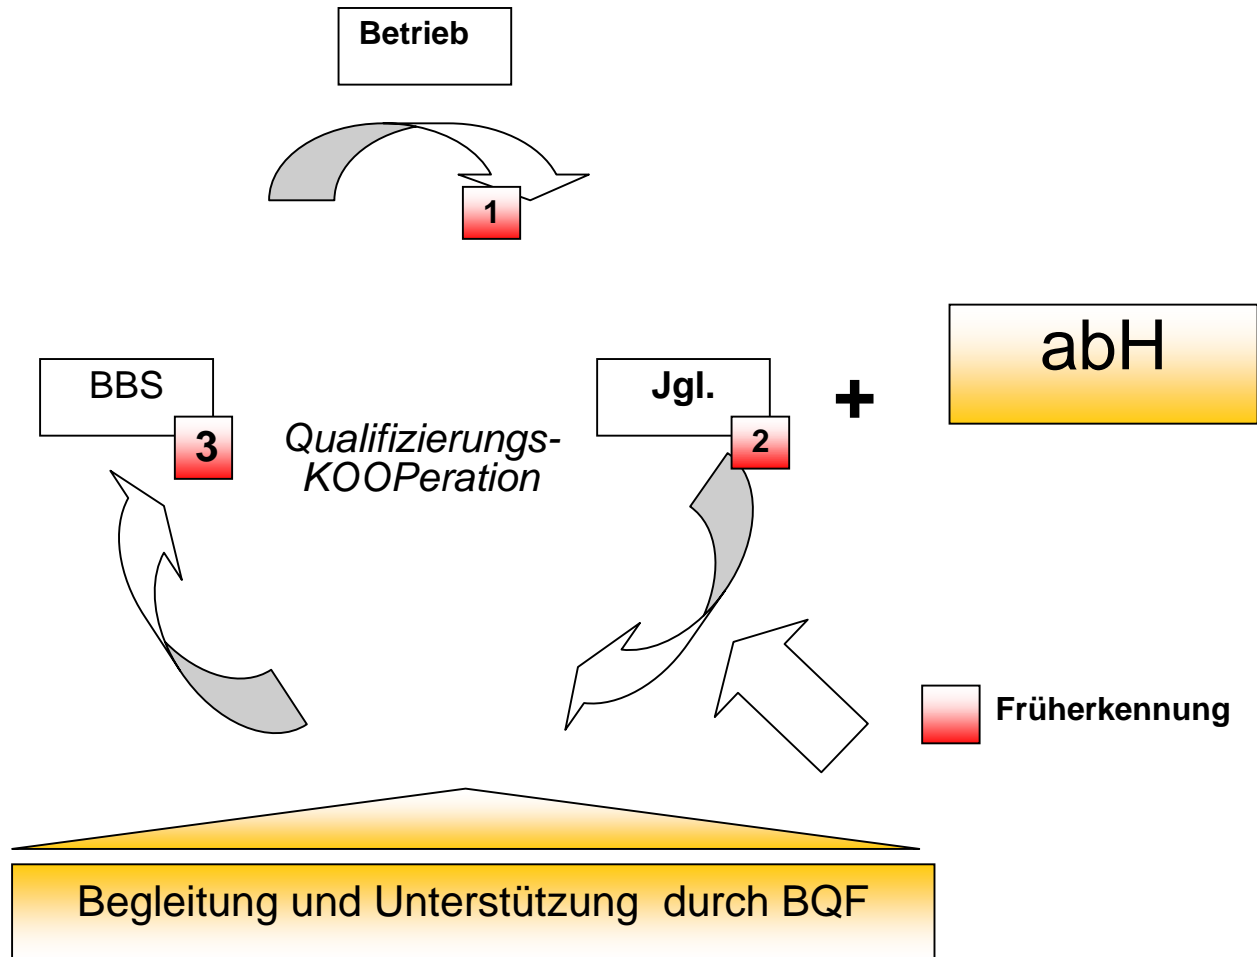 Betrieb
1
abH
BBS
3
Qualifizierungs-
KOOPeration
Jgl.
2
+
Früherkennung
Begleitung und Unterstützung durch BQF